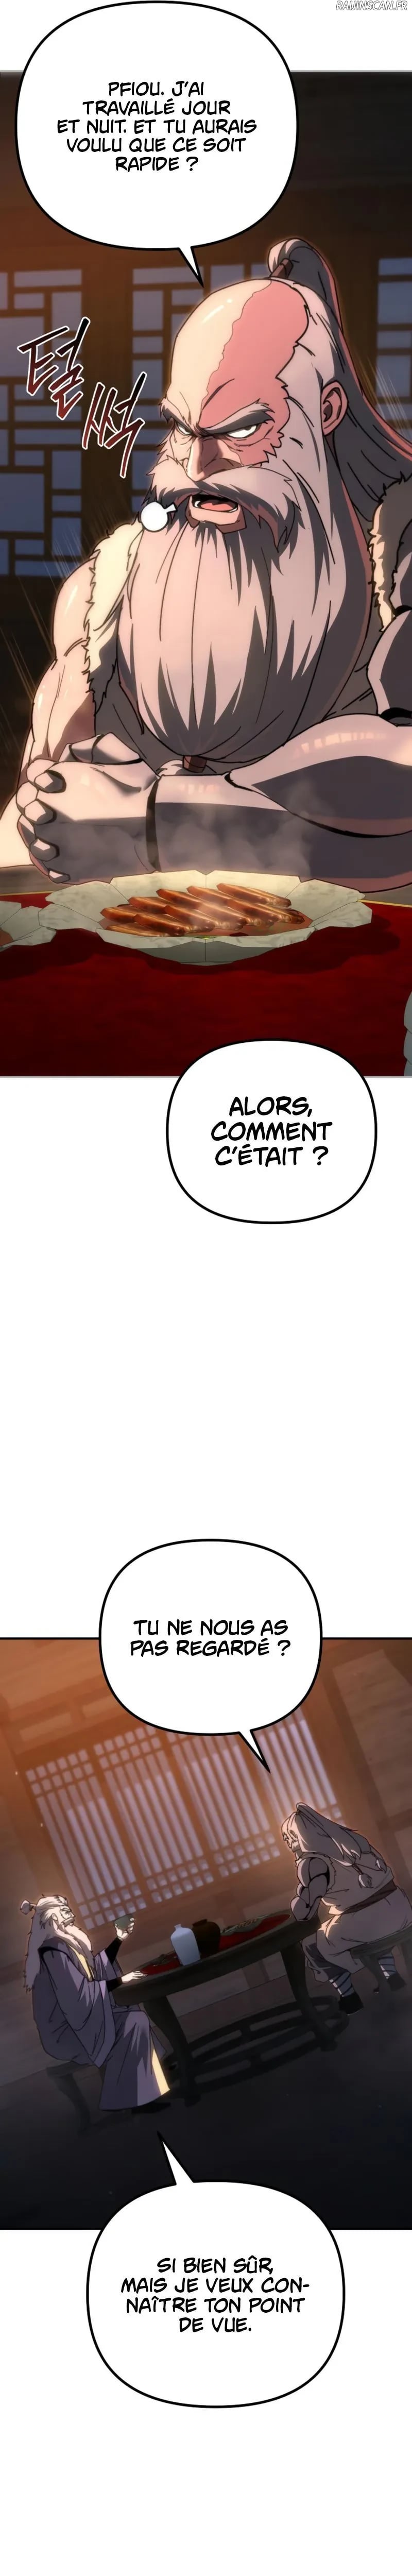 RAIJINSCAN.FR
PFIOU. J'AI
TRAVAILLÉ JOUR
ET NUIT. ET TU AURAIS
VOULU QUE CE SOIT
RAPIDE ?
털썩
ALORS,
COMMENT
C'ÉTAIT ?
TU NE NOUS AS
PAS REGARDÉ ?
SI BIEN SÛR,
MAIS JE VEUX CON-
NAÎTRE TON POINT
DE VUE.